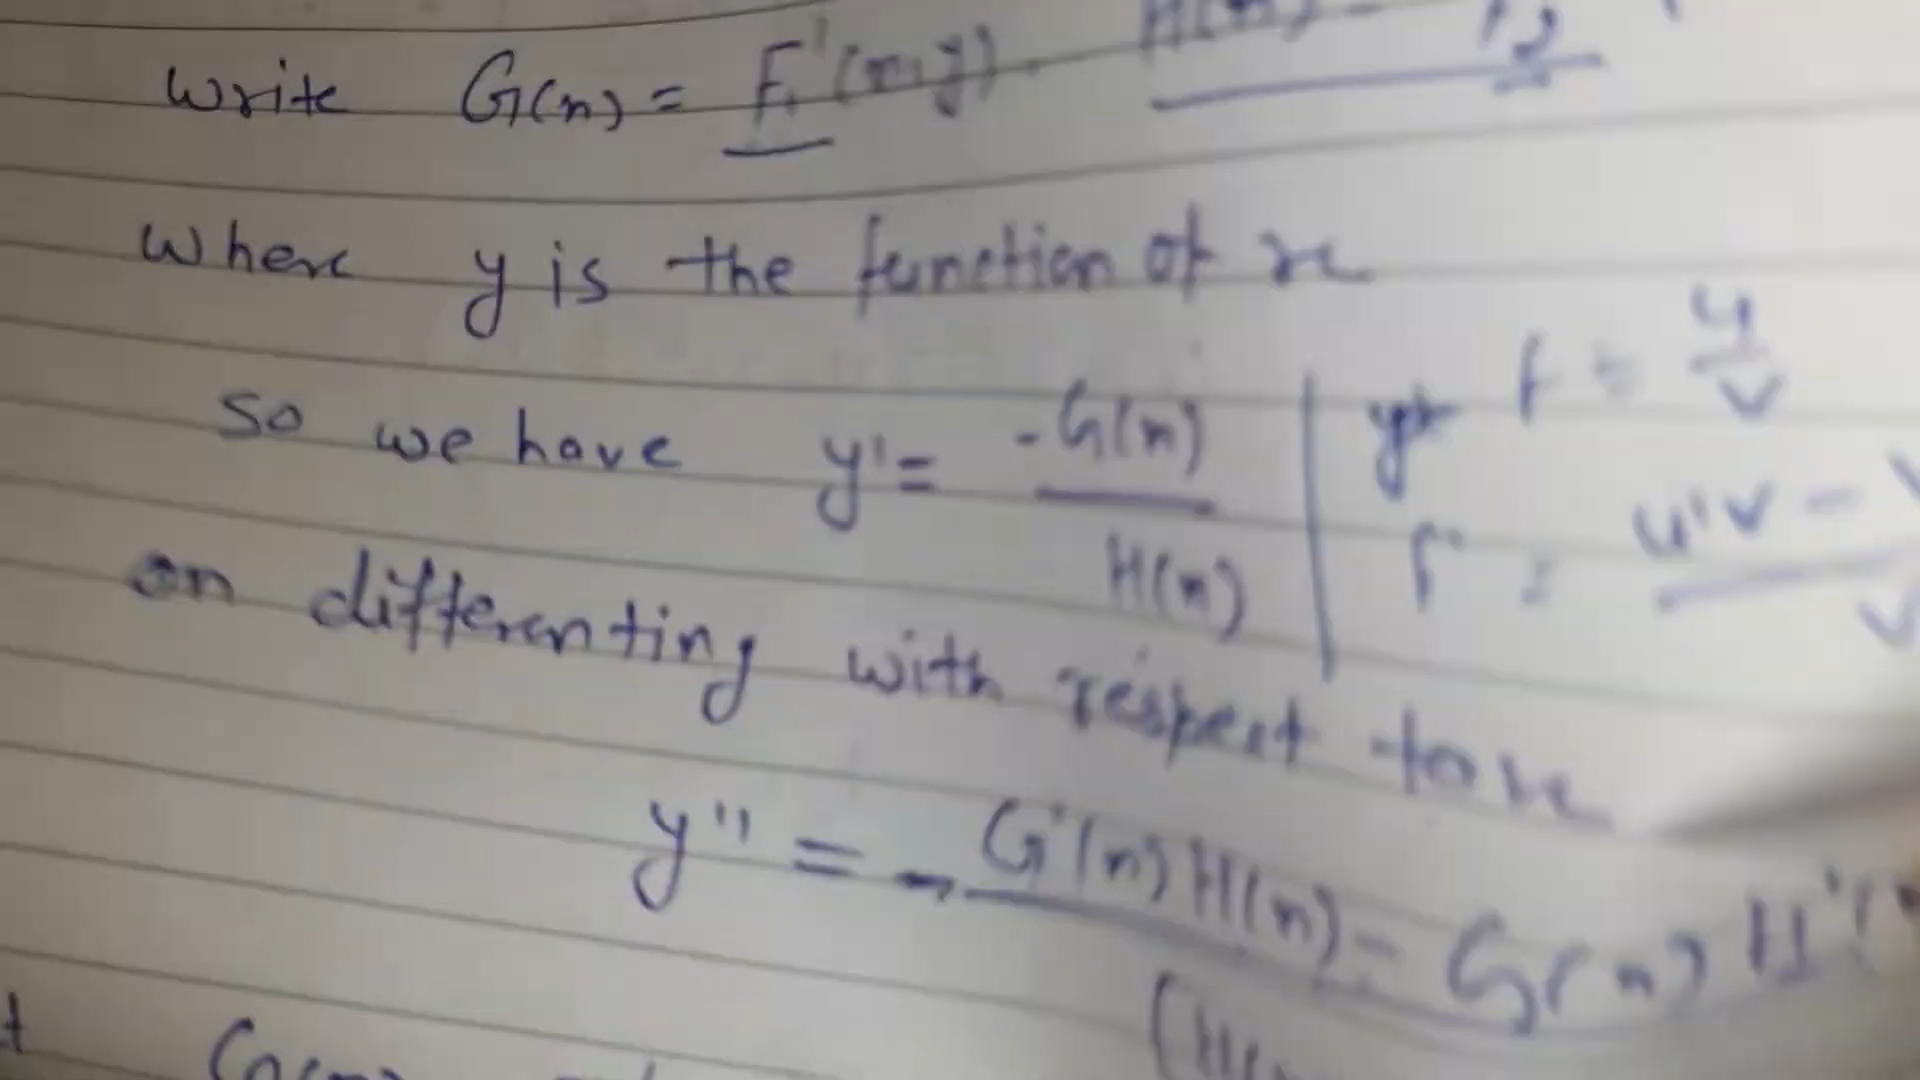 Write G(x) = F₁'(x,y). H(x)
Where y is the function of x
So we have y' = -G(x) / H(x)
f = u/v
f' = u'v -
on differenting with respect to x
y'' = - G'(x) H(x) - G(x) H'(
(H(